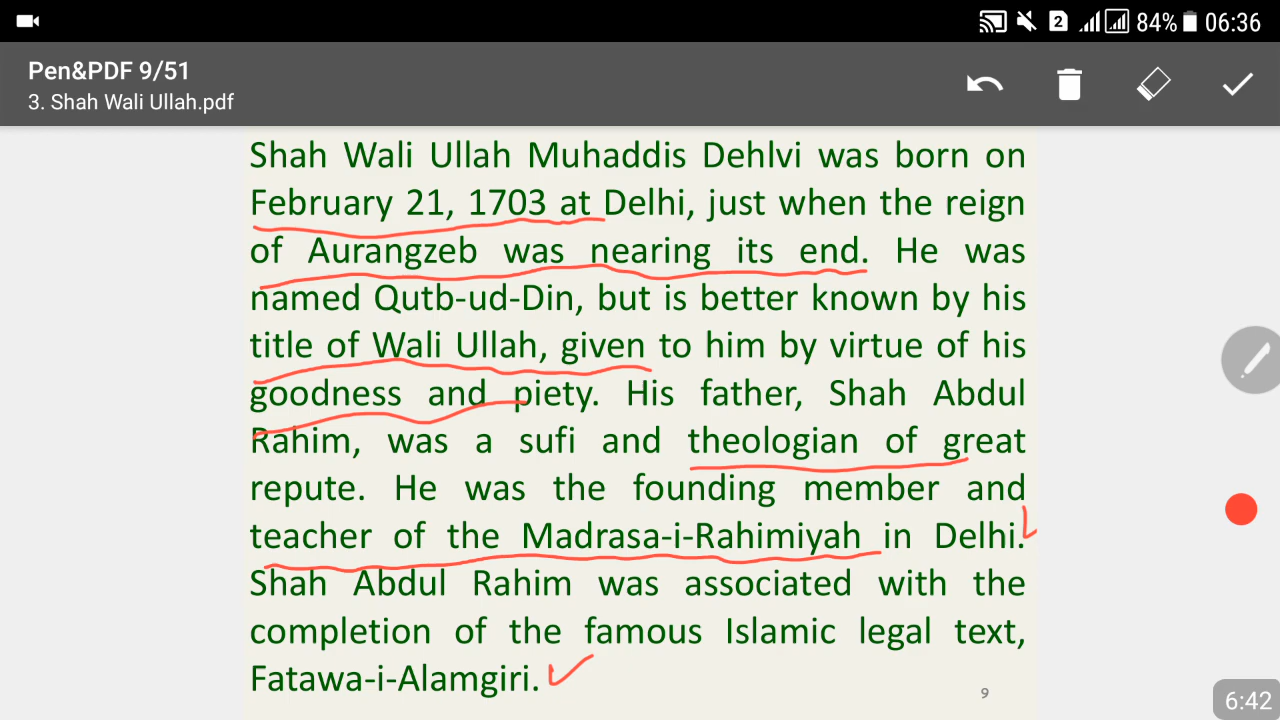 2 84% 06:36
Pen&PDF 9/51
3. Shah Wali Ullah.pdf
Shah Wali Ullah Muhaddis Dehlvi was born on
February 21, 1703 at Delhi, just when the reign
of Aurangzeb was nearing its end. He was
named Qutb-ud-Din, but is better known by his
title of Wali Ullah, given to him by virtue of his
goodness and piety. His father, Shah Abdul
Rahim, was a sufi and theologian of great
repute. He was the founding member and
teacher of the Madrasa-i-Rahimiyah in Delhi.
Shah Abdul Rahim was associated with the
completion of the famous Islamic legal text,
Fatawa-i-Alamgiri.
9
6:42